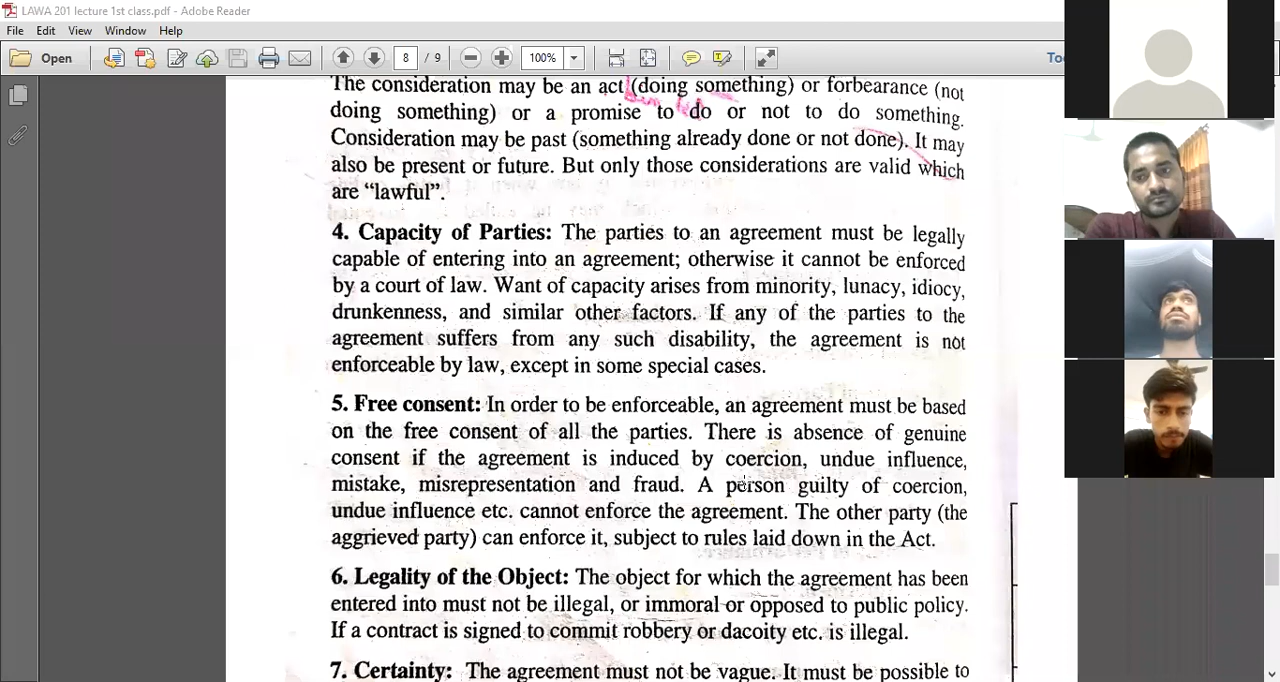 LAWA 201 lecture 1st class.pdf - Adobe Reader
File Edit View Window Help
Open 8 / 9 100%
The consideration may be an act (doing something) or forbearance (not
doing something) or a promise to do or not to do something.
Consideration may be past (something already done or not done). It may
also be present or future. But only those considerations are valid which
are “lawful”.
4. Capacity of Parties: The parties to an agreement must be legally
capable of entering into an agreement; otherwise it cannot be enforced
by a court of law. Want of capacity arises from minority, lunacy, idiocy,
drunkenness, and similar other factors. If any of the parties to the
agreement suffers from any such disability, the agreement is not
enforceable by law, except in some special cases.
5. Free consent: In order to be enforceable, an agreement must be based
on the free consent of all the parties. There is absence of genuine
consent if the agreement is induced by coercion, undue influence,
mistake, misrepresentation and fraud. A person guilty of coercion,
undue influence etc. cannot enforce the agreement. The other party (the
aggrieved party) can enforce it, subject to rules laid down in the Act.
6. Legality of the Object: The object for which the agreement has been
entered into must not be illegal, or immoral or opposed to public policy.
If a contract is signed to commit robbery or dacoity etc. is illegal.
7. Certainty: The agreement must not be vague. It must be possible to